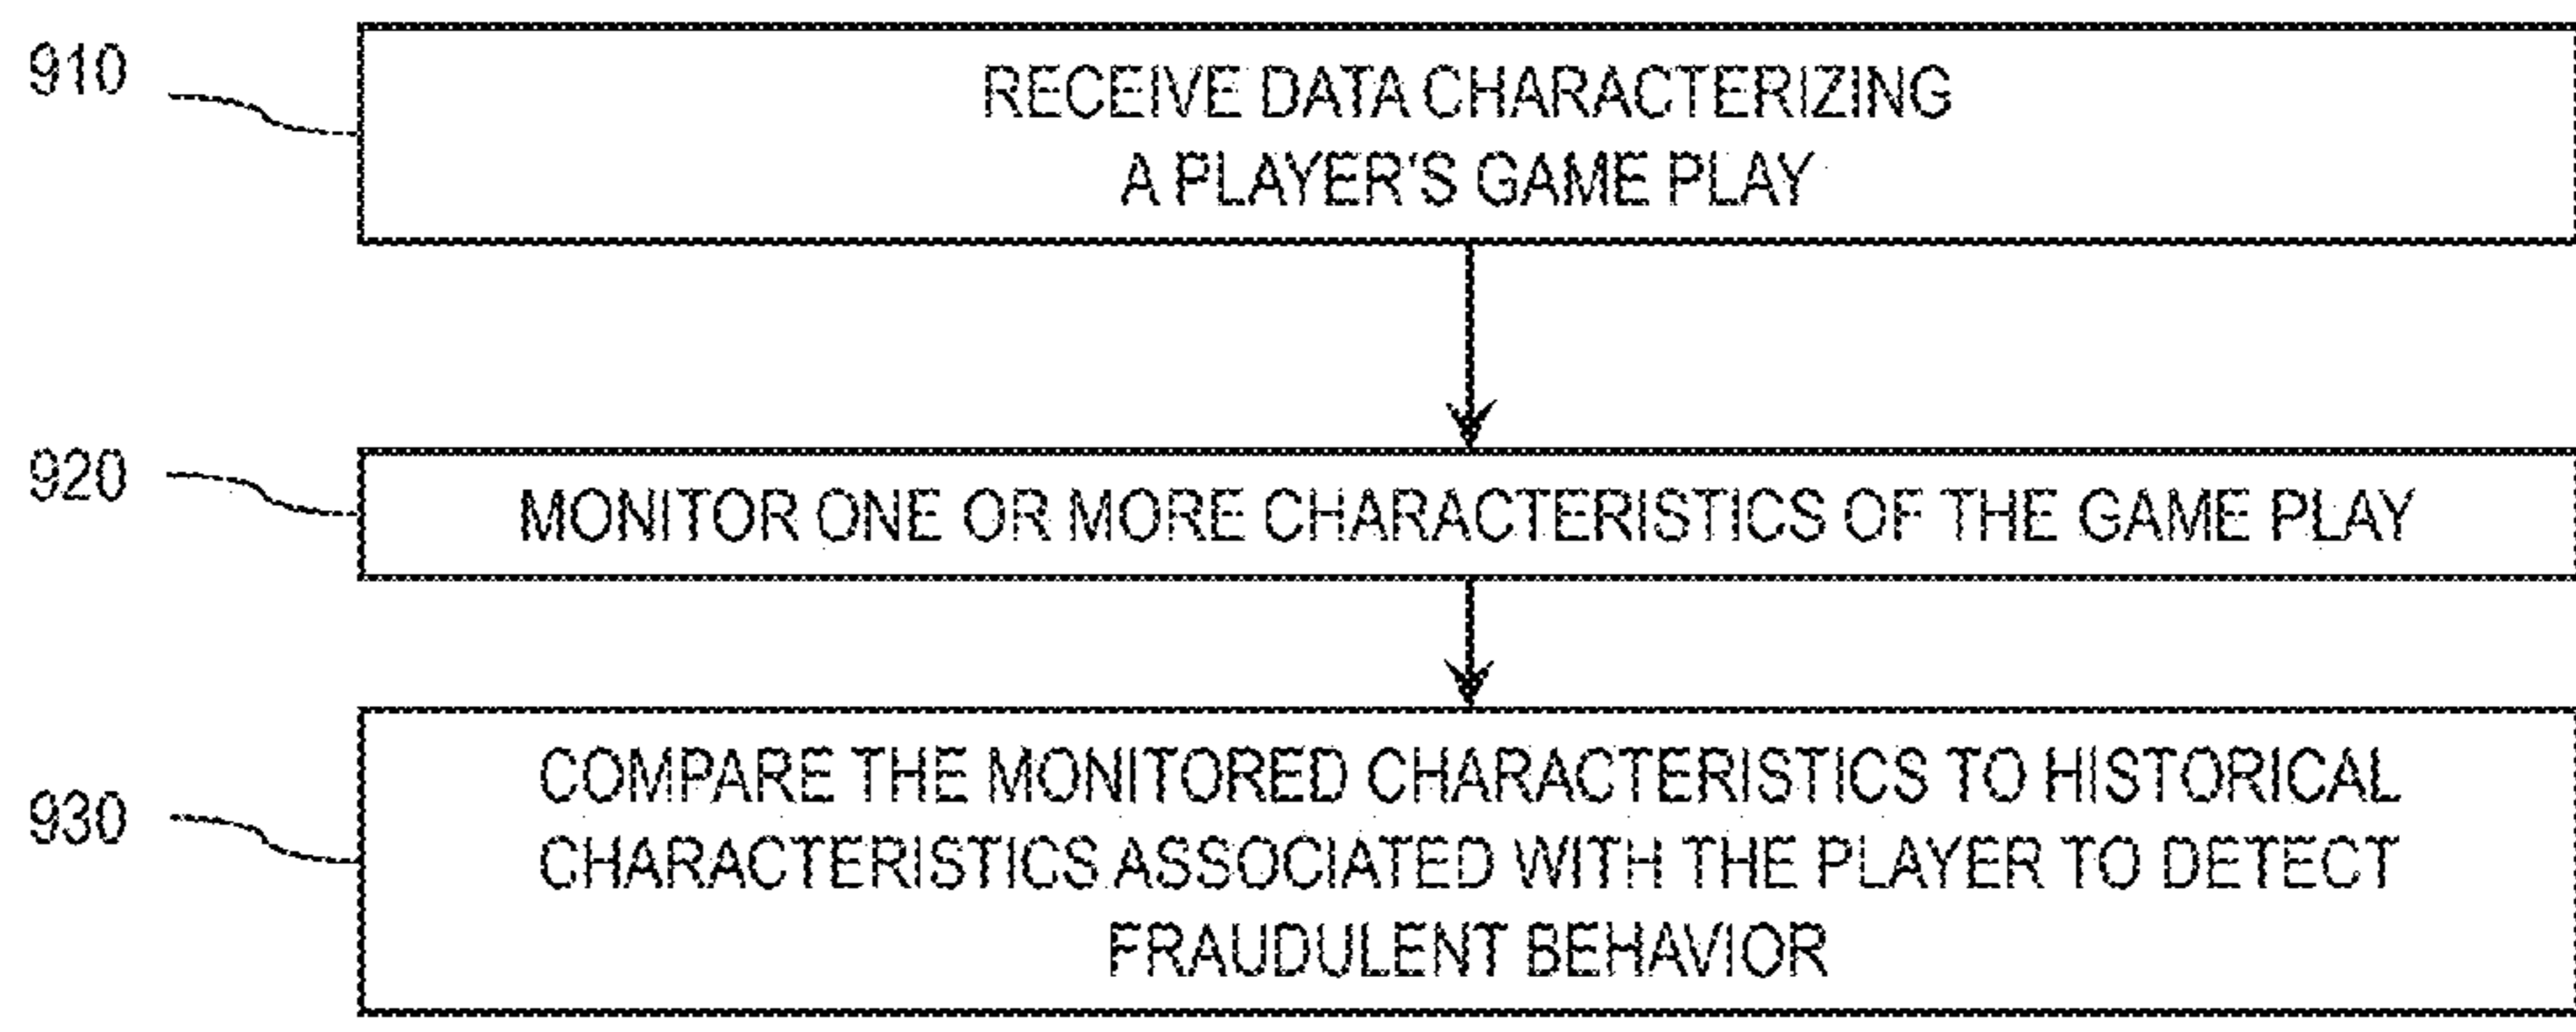 910
RECEIVE DATA CHARACTERIZING
A PLAYER'S GAME PLAY
920
MONITOR ONE OR MORE CHARACTERISTICS OF THE GAME PLAY
930
COMPARE THE MONITORED CHARACTERISTICS TO HISTORICAL
CHARACTERISTICS ASSOCIATED WITH THE PLAYER TO DETECT
FRAUDULENT BEHAVIOR